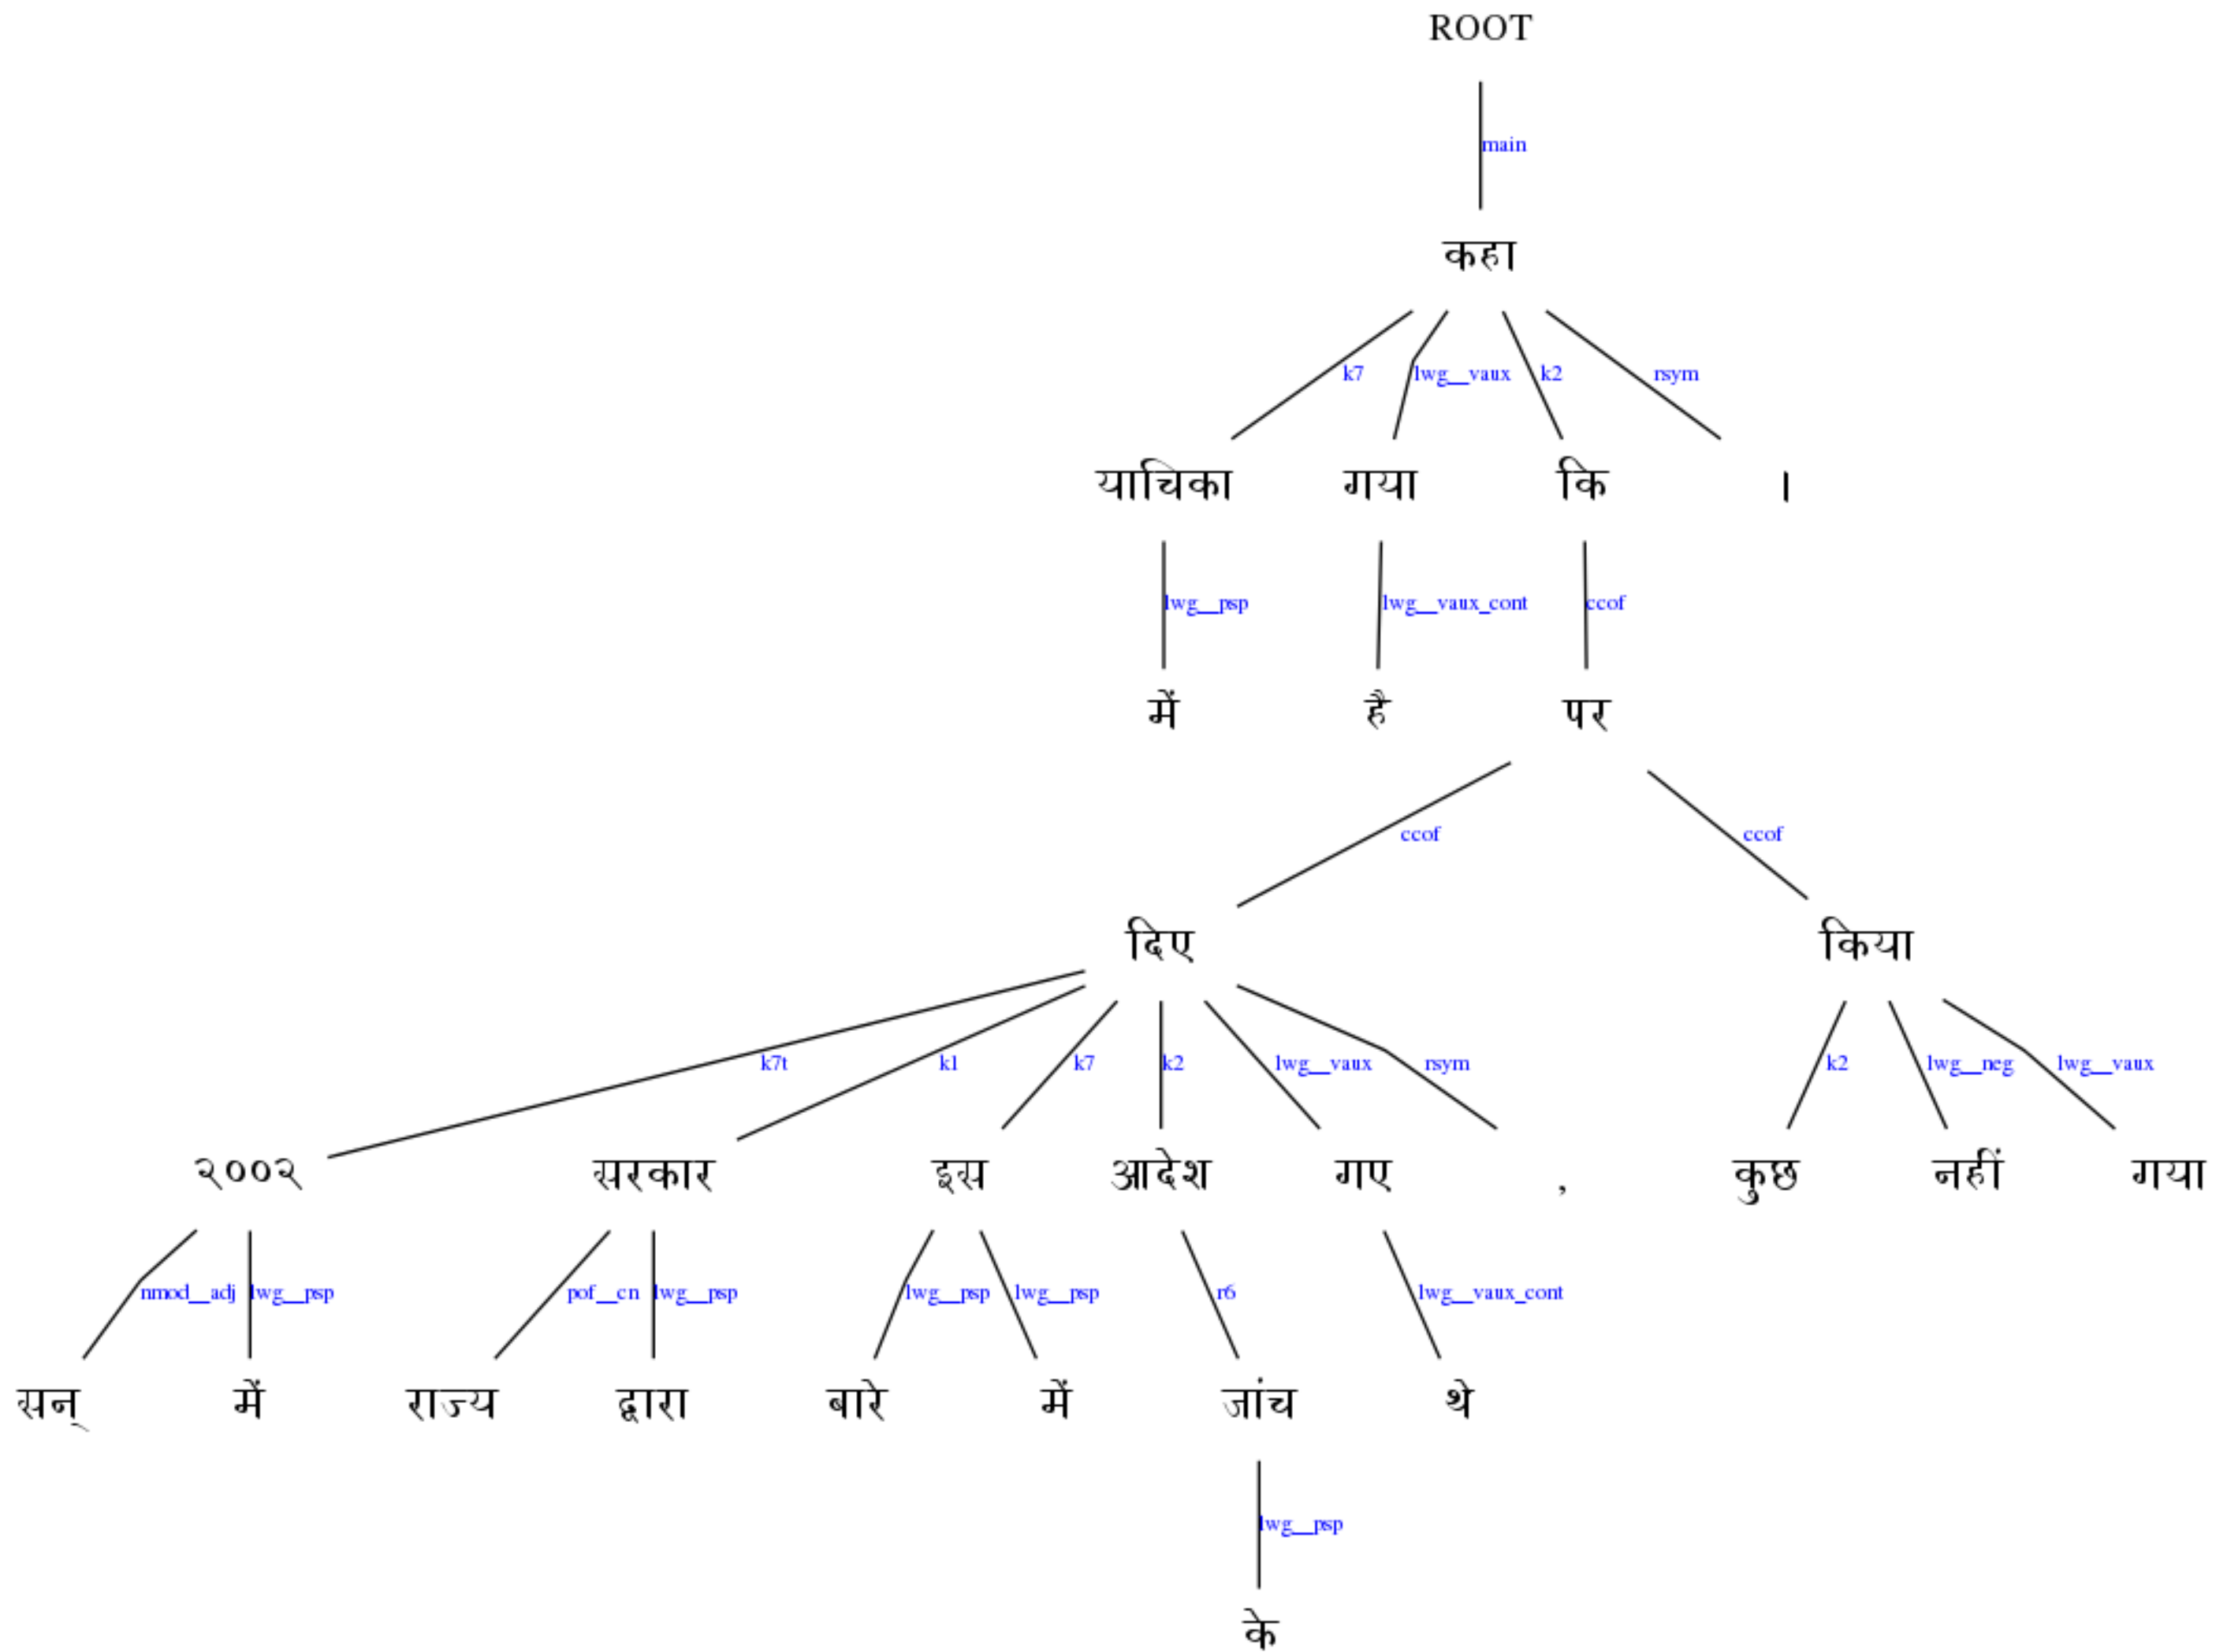 ROOT
main
कहा
k7 lwg__vaux k2 rsym
याचिका गया कि ।
lwg__psp lwg__vaux_cont ccof
में है पर
ccof ccof
दिए किया
k7t k1 k7 k2 lwg__vaux rsym k2 lwg__neg lwg__vaux
२००२ सरकार इस आदेश गए , कुछ नहीं गया
nmod__adj lwg__psp pof__cn lwg__psp lwg__psp lwg__psp r6 lwg__vaux_cont
सन् में राज्य द्वारा बारे में जांच थे
lwg__psp
के